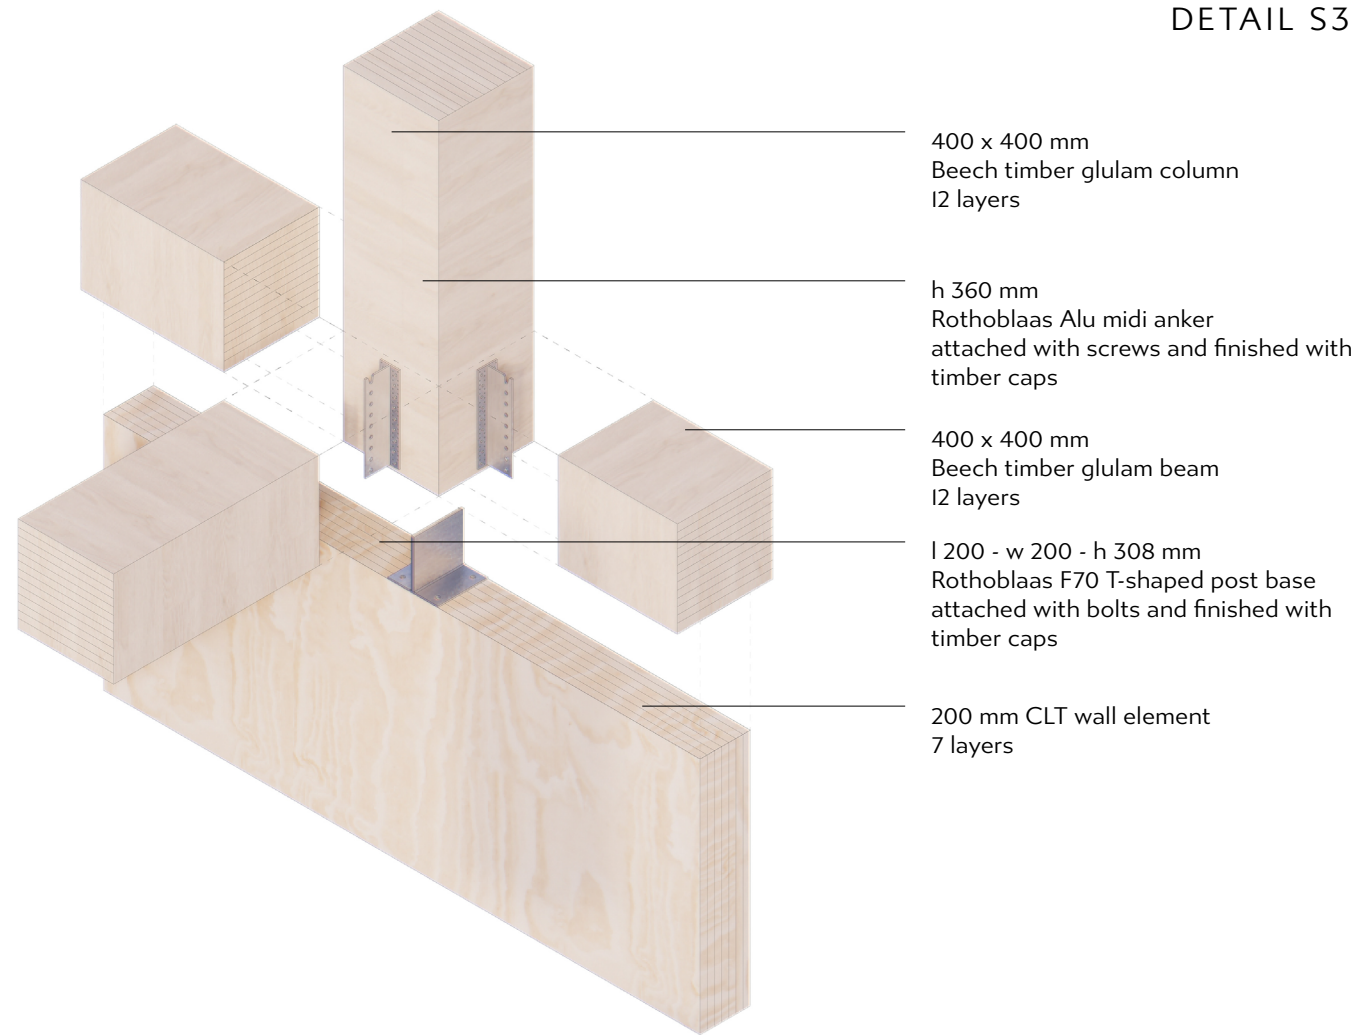 DETAIL S3
400 x 400 mm
Beech timber glulam column
12 layers
h 360 mm
Rothoblaas Alu midi anker
attached with screws and finished with
timber caps
400 x 400 mm
Beech timber glulam beam
12 layers
l 200 - w 200 - h 308 mm
Rothoblaas F70 T-shaped post base
attached with bolts and finished with
timber caps
200 mm CLT wall element
7 layers